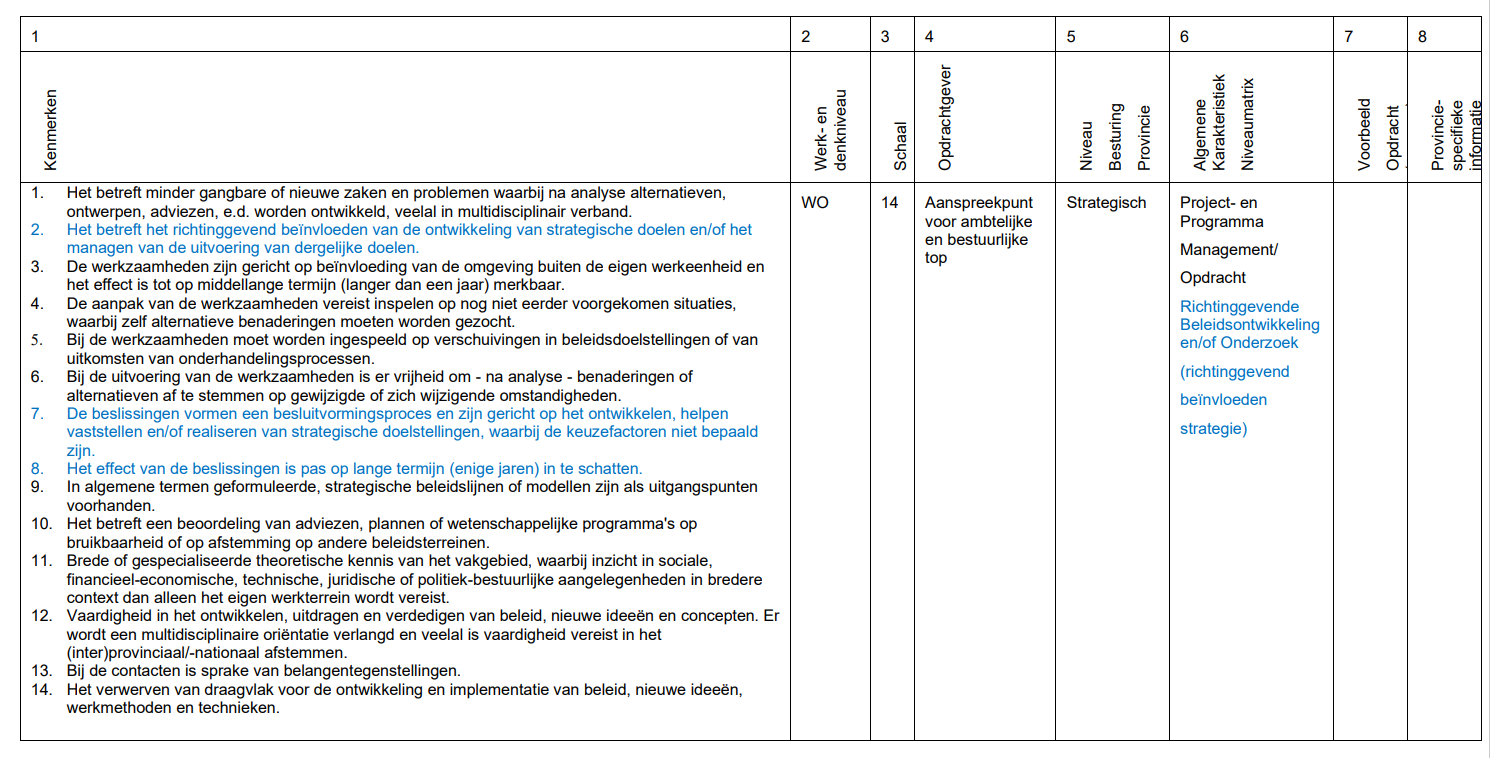 1 2 3 4 5 6 7 8
Kenmerken
Werk- en
denkniveau
Schaal
Opdrachtgever
Niveau
Besturing
Provincie
Algemene
Karakteristiek
Niveaumatrix
Voorbeeld
Opdracht
Provincie-
specifieke
informatie
1. Het betreft minder gangbare of nieuwe zaken en problemen waarbij na analyse alternatieven,
ontwerpen, adviezen, e.d. worden ontwikkeld, veelal in multidisciplinair verband.
2. Het betreft het richtinggevend beïnvloeden van de ontwikkeling van strategische doelen en/of het
managen van de uitvoering van dergelijke doelen.
3. De werkzaamheden zijn gericht op beïnvloeding van de omgeving buiten de eigen werkeenheid en
het effect is tot op middellange termijn (langer dan een jaar) merkbaar.
4. De aanpak van de werkzaamheden vereist inspelen op nog niet eerder voorgekomen situaties,
waarbij zelf alternatieve benaderingen moeten worden gezocht.
5. Bij de werkzaamheden moet worden ingespeeld op verschuivingen in beleidsdoelstellingen of van
uitkomsten van onderhandelingsprocessen.
6. Bij de uitvoering van de werkzaamheden is er vrijheid om - na analyse - benaderingen of
alternatieven af te stemmen op gewijzigde of zich wijzigende omstandigheden.
7. De beslissingen vormen een besluitvormingsproces en zijn gericht op het ontwikkelen, helpen
vaststellen en/of realiseren van strategische doelstellingen, waarbij de keuzefactoren niet bepaald
zijn.
8. Het effect van de beslissingen is pas op lange termijn (enige jaren) in te schatten.
9. In algemene termen geformuleerde, strategische beleidslijnen of modellen zijn als uitgangspunten
voorhanden.
10. Het betreft een beoordeling van adviezen, plannen of wetenschappelijke programma's op
bruikbaarheid of op afstemming op andere beleidsterreinen.
11. Brede of gespecialiseerde theoretische kennis van het vakgebied, waarbij inzicht in sociale,
financieel-economische, technische, juridische of politiek-bestuurlijke aangelegenheden in bredere
context dan alleen het eigen werkterrein wordt vereist.
12. Vaardigheid in het ontwikkelen, uitdragen en verdedigen van beleid, nieuwe ideeën en concepten. Er
wordt een multidisciplinaire oriëntatie verlangd en veelal is vaardigheid vereist in het
(inter)provinciaal/-nationaal afstemmen.
13. Bij de contacten is sprake van belangentegenstellingen.
14. Het verwerven van draagvlak voor de ontwikkeling en implementatie van beleid, nieuwe ideeën,
werkmethoden en technieken.
WO
14
Aanspreekpunt
voor ambtelijke
en bestuurlijke
top
Strategisch
Project- en
Programma
Management/
Opdracht
Richtinggevende
Beleidsontwikkeling
en/of Onderzoek
(richtinggevend
beïnvloeden
strategie)